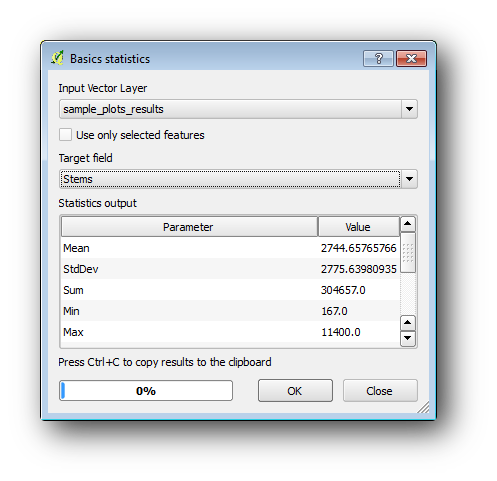 Basics statistics
Input Vector Layer
sample_plots_results
Use only selected features
Target field
Stems
Statistics output
Parameter Value
Mean 2744.65765766
StdDev 2775.63980935
Sum 304657.0
Min 167.0
Max 11400.0
Press Ctrl+C to copy results to the clipboard
0% OK Close